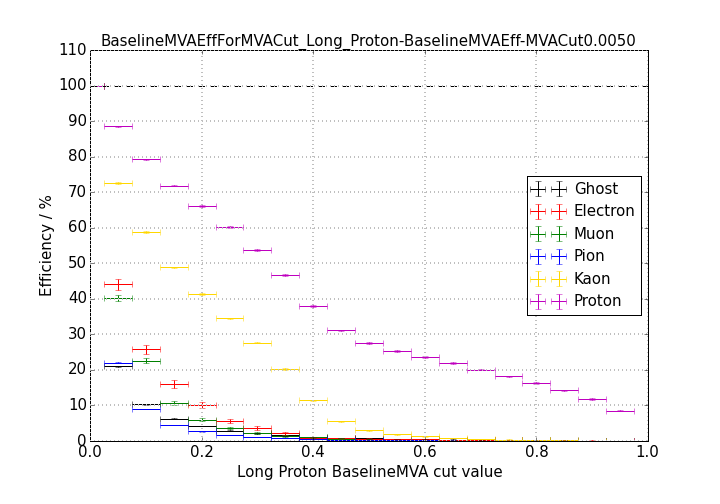 BaselineMVAEffForMVACut_Long_Proton-BaselineMVAEff-MVACut0.0050
110
100
90
80
70
60
50
40
30
20
10
0
Efficiency / %
Ghost
Electron
Muon
Pion
Kaon
Proton
0.0 0.2 0.4 0.6 0.8 1.0
Long Proton BaselineMVA cut value